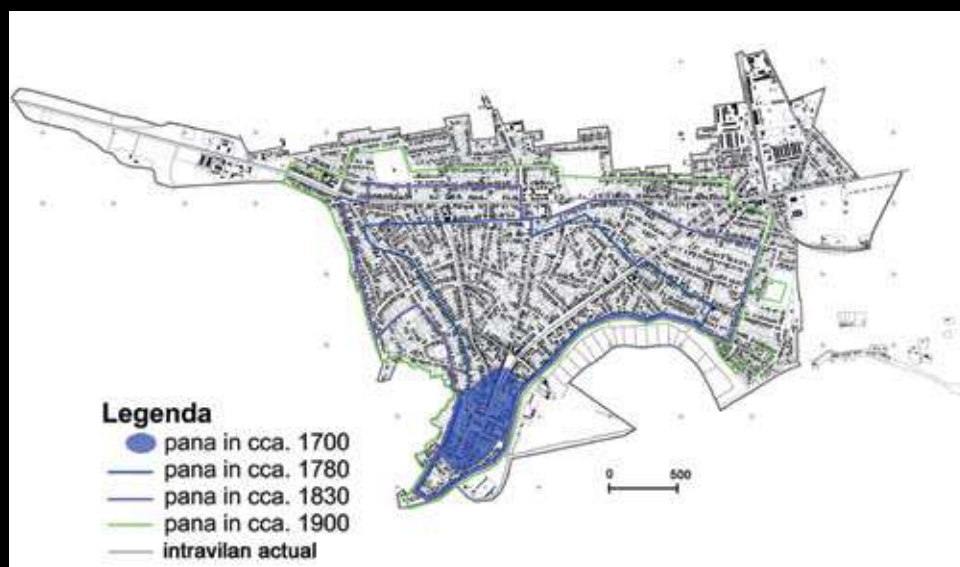 Legenda
pana in cca. 1700
pana in cca. 1780
pana in cca. 1830
pana in cca. 1900
intravilan actual
0 500